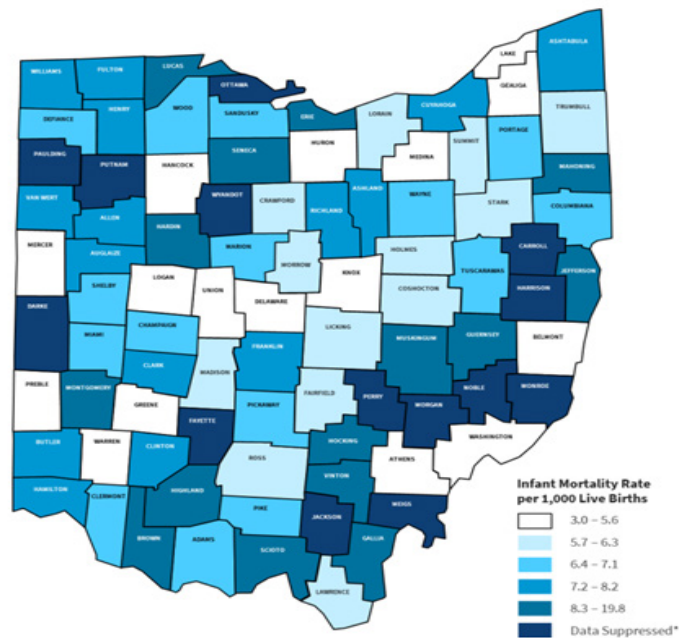 LAKE
ASHTABULA
LUCAS
FULTON
WILLIAMS
OTTAWA
GEAUGA
CUYAHOGA
ERIE
WOOD
HENRY
SANDUSKY
LORAIN
TRUMBULL
DEFIANCE
PORTAGE
SUMMIT
HURON
MEDINA
SENECA
PAULDING
PUTNAM
HANCOCK
MAHONING
ASHLAND
WYANDOT
CRAWFORD
RICHLAND
WAYNE
STARK
VAN WERT
COLUMBIANA
ALLEN
HARDIN
CARROLL
MERCER
MARION
HOLMES
AUGLAIZE
MORROW
TUSCARAWAS
JEFFERSON
LOGAN
KNOX
SHELBY
UNION
COSHOCTON
HARRISON
DELAWARE
DARKE
CHAMPAIGN
LICKING
MIAMI
GUERNSEY
MUSKINGUM
BELMONT
FRANKLIN
CLARK
MADISON
PREBLE
MONTGOMERY
NOBLE
MONROE
FAIRFIELD
PERRY
GREENE
PICKAWAY
MORGAN
FAYETTE
WASHINGTON
BUTLER
WARREN
CLINTON
HOCKING
ATHENS
ROSS
VINTON
HAMILTON
CLERMONT
HIGHLAND
MEIGS
PIKE
JACKSON
BROWN
ADAMS
GALLIA
SCIOTO
LAWRENCE
Infant Mortality Rate
per 1,000 Live Births
3.0 – 5.6
5.7 – 6.3
6.4 – 7.1
7.2 – 8.2
8.3 – 19.8
Data Suppressed*